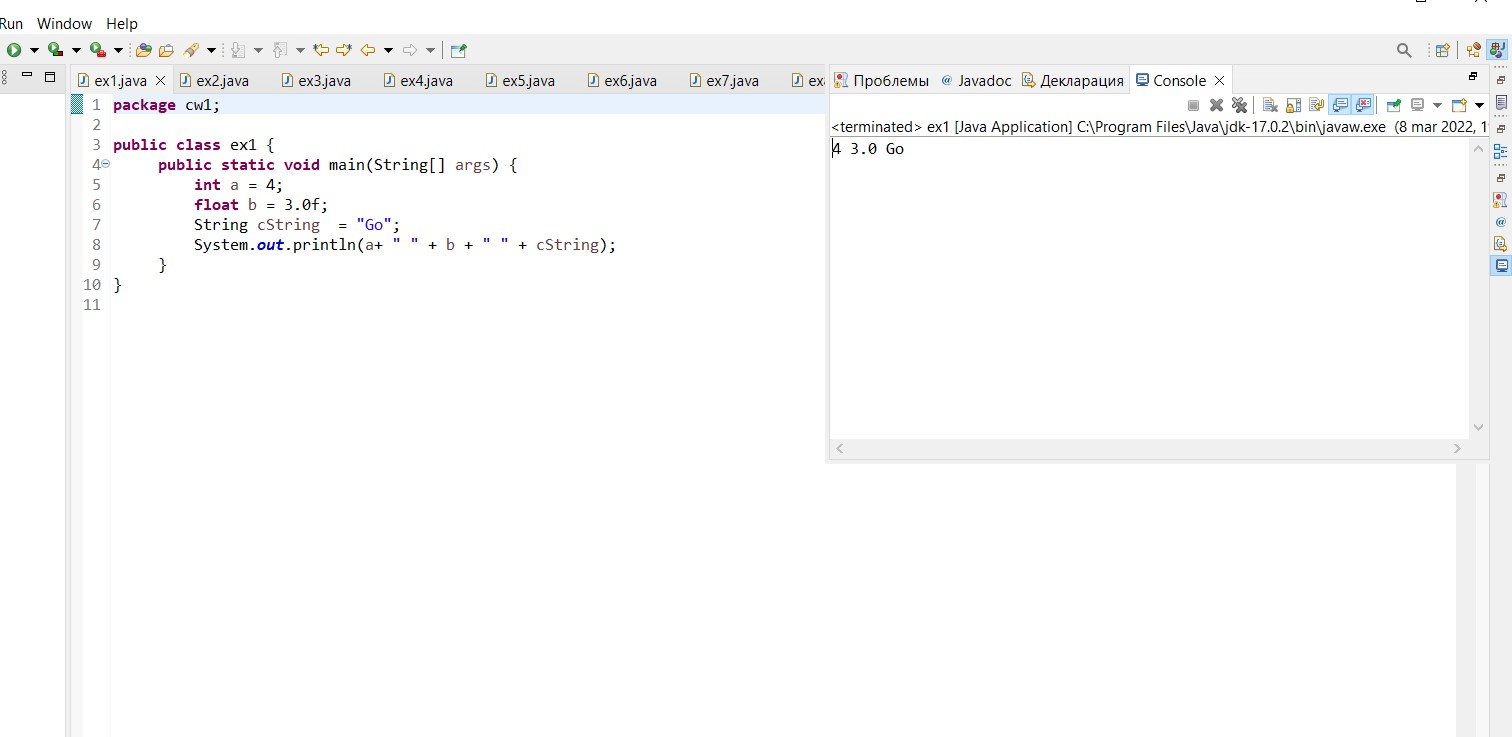 Run Window Help
ex1.java ex2.java ex3.java ex4.java ex5.java ex6.java ex7.java
1 package cw1;
2
3 public class ex1 {
4 public static void main(String[] args) {
5 int a = 4;
6 float b = 3.0f;
7 String cString  = "Go";
8 System.out.println(a+ " " + b + " " + cString);
9 }
10 }
11
Проблемы @ Javadoc Декларация Console
<terminated> ex1 [Java Application] C:\Program Files\Java\jdk-17.0.2\bin\javaw.exe (8 mar 2022, 1
4 3.0 Go